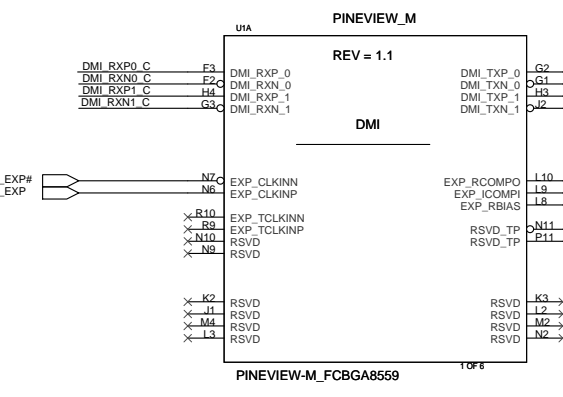 PINEVIEW_M
U1A
REV = 1.1
DMI_RXP0_C F3 DMI_RXP_0 DMI_TXP_0 G2
DMI_RXN0_C F2 DMI_RXN_0 DMI_TXN_0 G1
DMI_RXP1_C H4 DMI_RXP_1 DMI_TXP_1 H3
DMI_RXN1_C G3 DMI_RXN_1 DMI_TXN_1 J2
DMI
_EXP# N7 EXP_CLKINN EXP_RCOMPO L10
_EXP N6 EXP_CLKINP EXP_ICOMPI L9
EXP_RBIAS L8
R10 EXP_TCLKINN
R9 EXP_TCLKINP RSVD_TP N11
N10 RSVD RSVD_TP P11
N9 RSVD
K2 RSVD RSVD K3
J1 RSVD RSVD L2
M4 RSVD RSVD M2
L3 RSVD RSVD N2
1 OF 6
PINEVIEW-M_FCBGA8559